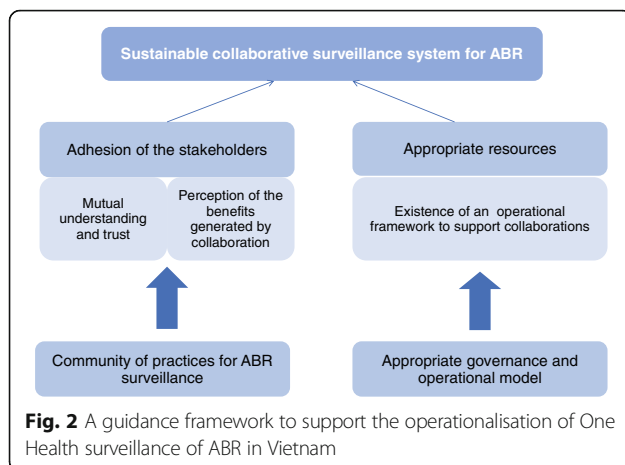 Sustainable collaborative surveillance system for ABR
Adhesion of the stakeholders
Appropriate resources
Mutual
understanding
and trust
Perception of the
benefits
generated by
collaboration
Existence of an operational
framework to support collaborations
Community of practices for ABR
surveillance
Appropriate governance and
operational model
Fig. 2 A guidance framework to support the operationalisation of One
Health surveillance of ABR in Vietnam